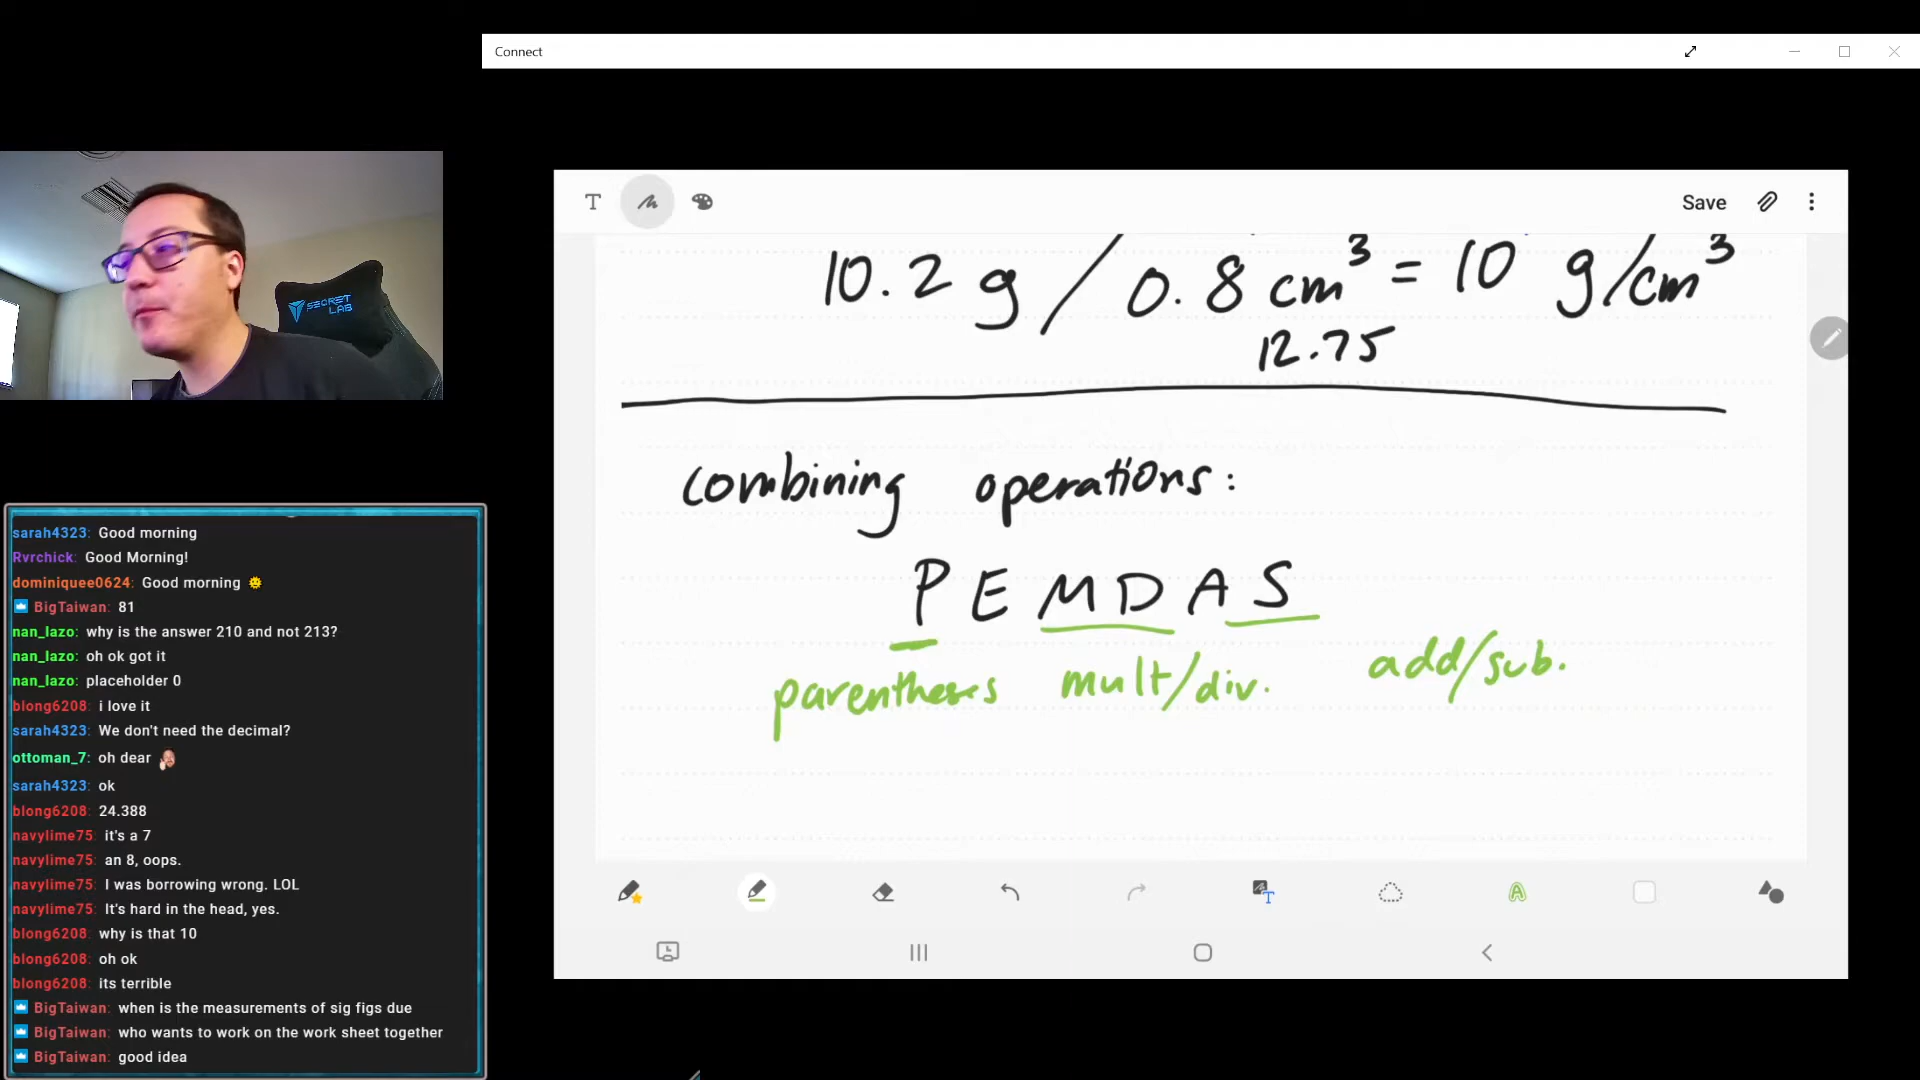 Connect
T
Save
10.2 g / 0.8 cm³ = 10 g/cm³
12.75
combining operations:
PEMDAS
parentheses mult/div. add/sub.
SECRET
LAB
sarah4323: Good morning
Rvrchick: Good Morning!
dominiquee0624: Good morning 🌞
BigTaiwan: 81
nan_lazo: why is the answer 210 and not 213?
nan_lazo: oh ok got it
nan_lazo: placeholder 0
blong6208: i love it
sarah4323: We don't need the decimal?
ottoman_7: oh dear
sarah4323: ok
blong6208: 24.388
navylime75: it's a 7
navylime75: an 8, oops.
navylime75: I was borrowing wrong. LOL
navylime75: It's hard in the head, yes.
blong6208: why is that 10
blong6208: oh ok
blong6208: its terrible
BigTaiwan: when is the measurements of sig figs due
BigTaiwan: who wants to work on the work sheet together
BigTaiwan: good idea